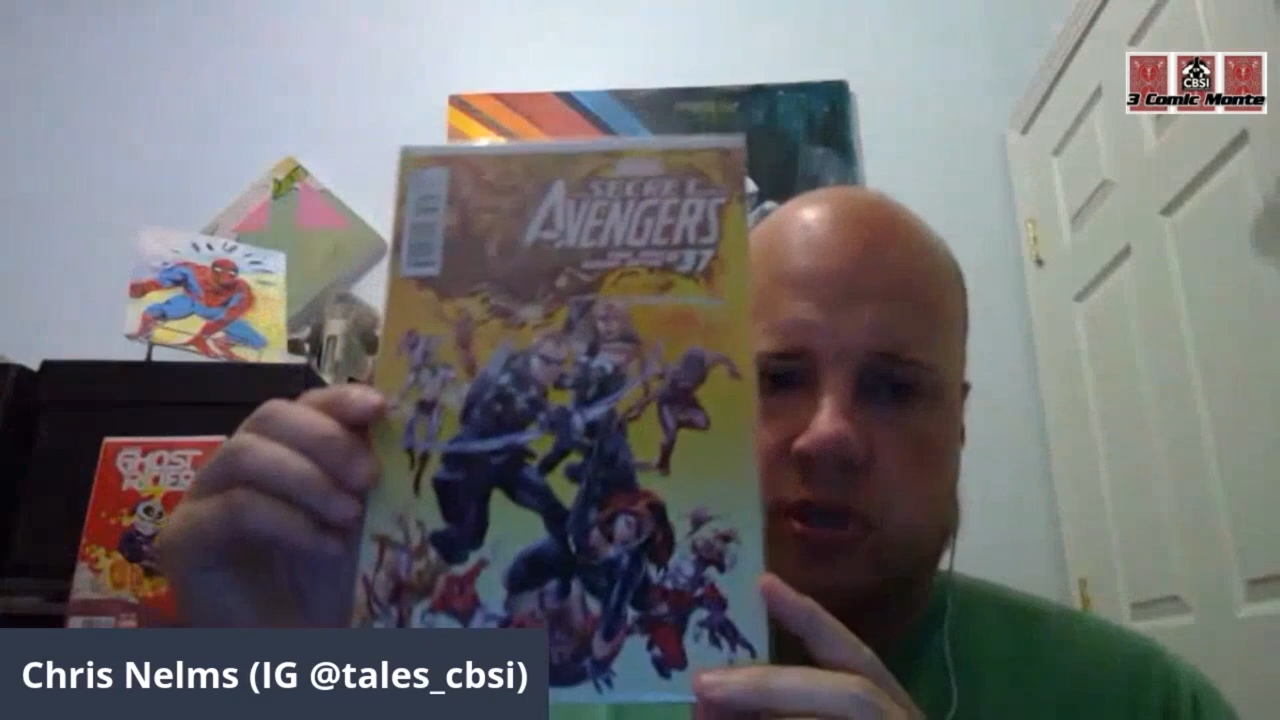 CBSI
3 Comic Monte
SECRET
AVENGERS
#37
GHOST
RIDER
Chris Nelms (IG @tales_cbsi)